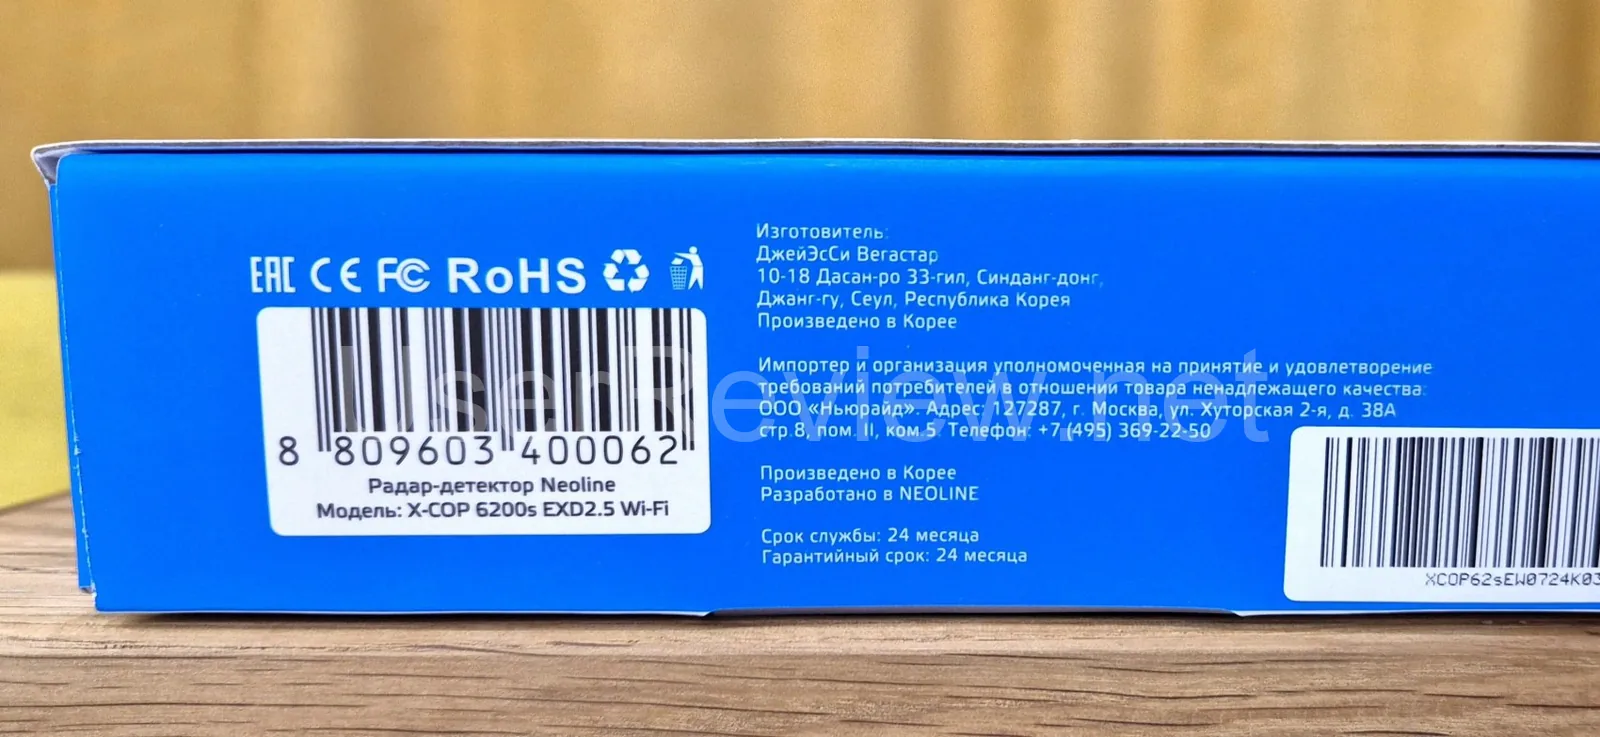 EAC CE FC RoHS
8 809603 400062
Радар-детектор Neoline
Модель: X-COP 6200s EXD2.5 Wi-Fi
Изготовитель:
ДжейЭсСи Вегастар
10-18 Дасан-ро 33-гил, Синданг-донг,
Джанг-гу, Сеул, Республика Корея
Произведено в Корее
Импортер и организация уполномоченная на принятие и удовлетворение
требований потребителей в отношении товара ненадлежащего качества:
ООО «Ньюрайд». Адрес: 127287, г. Москва, ул. Хуторская 2-я, д. 38А
стр.8, пом. II, ком.5. Телефон: +7 (495) 369-22-50
Произведено в Корее
Разработано в NEOLINE
Срок службы: 24 месяца
Гарантийный срок: 24 месяца
XCOP62sEW0724K03
UserReview.net